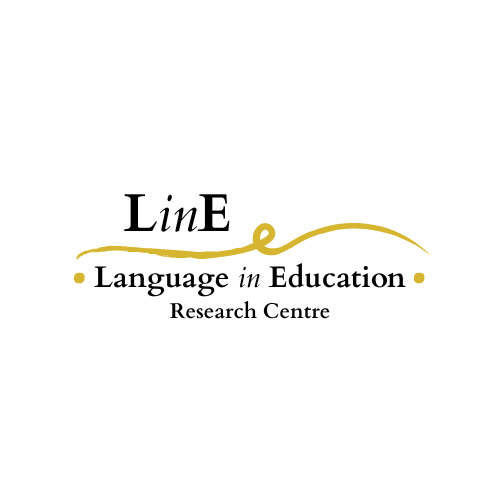 LinE
• Language in Education •
Research Centre